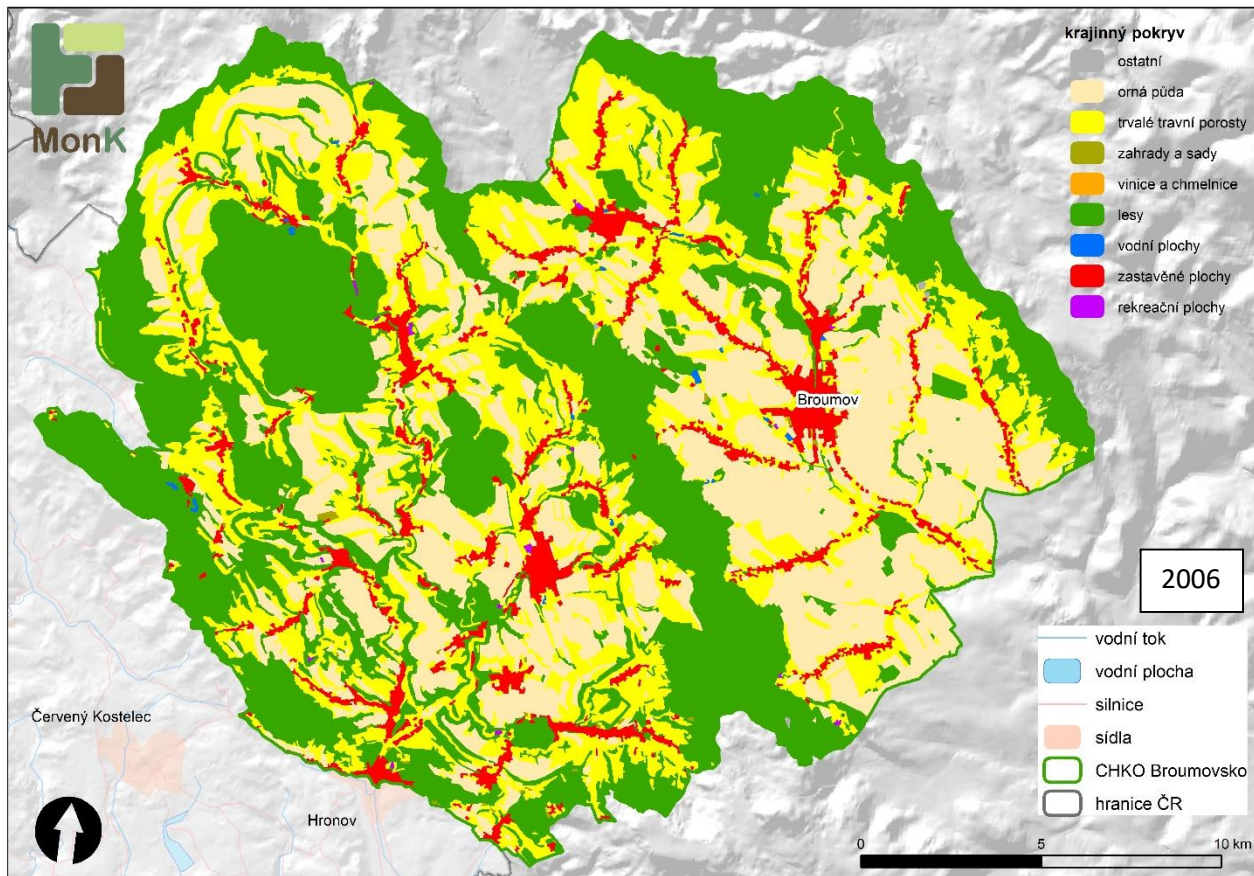 MonK
krajinný pokryv
ostatní
orná půda
trvalé travní porosty
zahrady a sady
vinice a chmelnice
lesy
vodní plochy
zastavěné plochy
rekreační plochy
Broumov
2006
vodní tok
vodní plocha
silnice
sídla
CHKO Broumovsko
hranice ČR
Červený Kostelec
Hronov
0 5 10 km